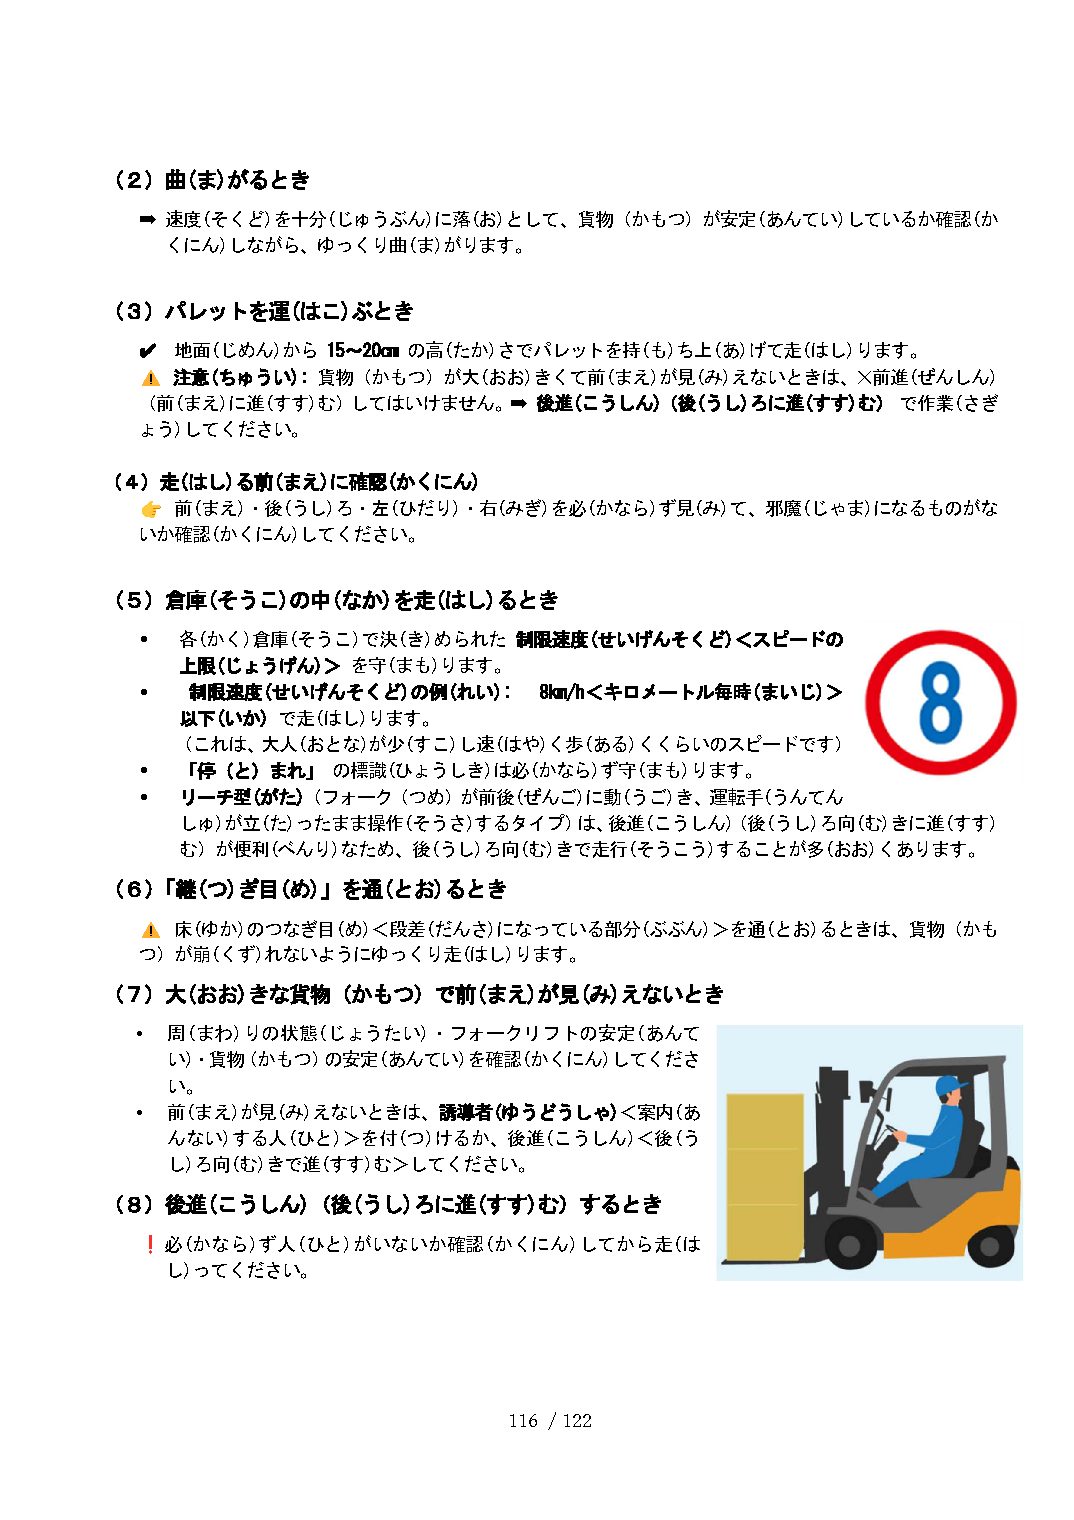 （２）曲(ま)がるとき
➡ 速度(そくど)を十分(じゅうぶん)に落(お)として、貨物（かもつ）が安定(あんてい)しているか確認(か
くにん)しながら、ゆっくり曲(ま)がります。
（３）パレットを運(はこ)ぶとき
✔ 地面(じめん)から 15～20㎝ の高(たか)さでパレットを持(も)ち上(あ)げて走(はし)ります。
⚠ 注意(ちゅうい)：貨物（かもつ）が大(おお)きくて前(まえ)が見(み)えないときは、×前進(ぜんしん)
（前(まえ)に進(すす)む）してはいけません。➡ 後進(こうしん)（後(うし)ろに進(すす)む） で作業(さぎ
ょう)してください。
（４）走(はし)る前(まえ)に確認(かくにん)
👉 前(まえ)・後(うし)ろ・左(ひだり)・右(みぎ)を必(かなら)ず見(み)て、邪魔(じゃま)になるものがな
いか確認(かくにん)してください。
（５）倉庫(そうこ)の中(なか)を走(はし)るとき
• 各(かく)倉庫(そうこ)で決(き)められた 制限速度(せいげんそくど)＜スピードの
上限(じょうげん)＞ を守(まも)ります。
• 制限速度(せいげんそくど)の例(れい)： 8㎞/h＜キロメートル毎時(まいじ)＞
以下(いか) で走(はし)ります。
（これは、大人(おとな)が少(すこ)し速(はや)く歩(ある)くくらいのスピードです）
• 「停（と）まれ」 の標識(ひょうしき)は必(かなら)ず守(まも)ります。
• リーチ型(がた)（フォーク（つめ）が前後(ぜんご)に動(うご)き、運転手(うんてん
しゅ)が立(た)ったまま操作(そうさ)するタイプ）は、後進(こうしん)（後(うし)ろ向(む)きに進(すす)
む）が便利(べんり)なため、後(うし)ろ向(む)きで走行(そうこう)することが多(おお)くあります。
8
（６）「継(つ)ぎ目(め)」を通(とお)るとき
⚠ 床(ゆか)のつなぎ目(め)＜段差(だんさ)になっている部分(ぶぶん)＞を通(とお)るときは、貨物（かも
つ）が崩(くず)れないようにゆっくり走(はし)ります。
（７）大(おお)きな貨物（かもつ）で前(まえ)が見(み)えないとき
• 周(まわ)りの状態(じょうたい)・フォークリフトの安定(あんて
い)・貨物（かもつ）の安定(あんてい)を確認(かくにん)してくださ
い。
• 前(まえ)が見(み)えないときは、誘導者(ゆうどうしゃ)＜案内(あ
んない)する人(ひと)＞を付(つ)けるか、後進(こうしん)＜後(う
し)ろ向(む)きで進(すす)む＞してください。
（８）後進(こうしん)（後(うし)ろに進(すす)む）するとき
❗必(かなら)ず人(ひと)がいないか確認(かくにん)してから走(は
し)ってください。
116 / 122